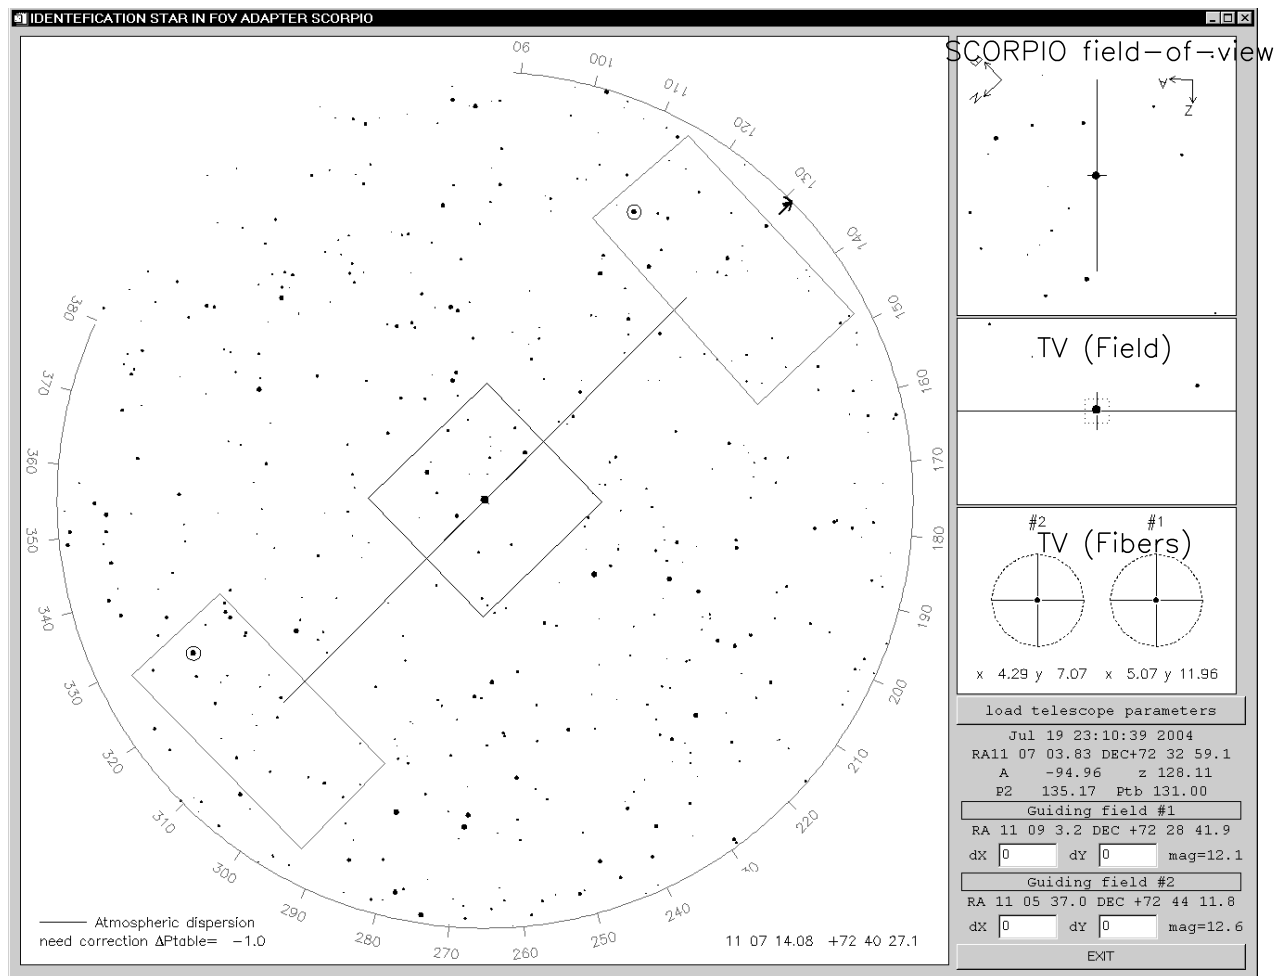 IDENTEFICATION STAR IN FOV ADAPTER SCORPIO
90
100
110
120
130
140
150
160
170
180
190
200
210
220
30
240
250
260
270
280
290
300
310
320
330
340
350
360
370
380
Atmospheric dispersion
need correction ΔPtable= -1.0
11 07 14.08 +72 40 27.1
SCORPIO field-of-view
N
A
Z
TV (Field)
#2 #1
TV (Fibers)
x 4.29 y 7.07 x 5.07 y 11.96
load telescope parameters
Jul 19 23:10:39 2004
RA11 07 03.83 DEC+72 32 59.1
A -94.96 z 128.11
P2 135.17 Ptb 131.00
Guiding field #1
RA 11 09 3.2 DEC +72 28 41.9
dX 0 dY 0 mag=12.1
Guiding field #2
RA 11 05 37.0 DEC +72 44 11.8
dX 0 dY 0 mag=12.6
EXIT